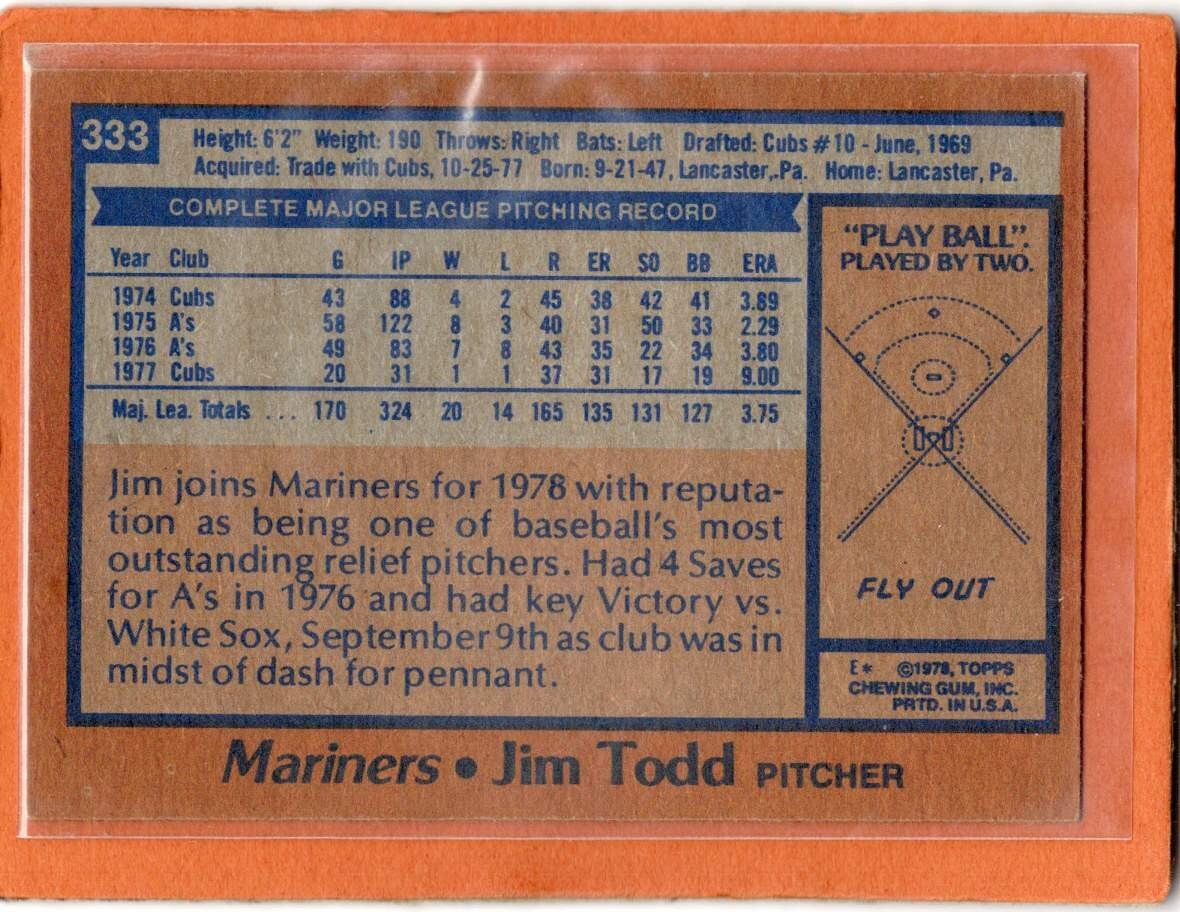 333
Height: 6'2" Weight: 190 Throws: Right Bats: Left Drafted: Cubs #10 - June, 1969
Acquired: Trade with Cubs, 10-25-77 Born: 9-21-47, Lancaster, Pa. Home: Lancaster, Pa.
COMPLETE MAJOR LEAGUE PITCHING RECORD
Year Club G IP W L R ER SO BB ERA
1974 Cubs 43 88 4 2 45 38 42 41 3.89
1975 A's 58 122 8 3 40 31 50 33 2.29
1976 A's 49 83 7 8 43 35 22 34 3.80
1977 Cubs 20 31 1 1 37 31 17 19 9.00
Maj. Lea. Totals ... 170 324 20 14 165 135 131 127 3.75
Jim joins Mariners for 1978 with reputa-
tion as being one of baseball's most
outstanding relief pitchers. Had 4 Saves
for A's in 1976 and had key Victory vs.
White Sox, September 9th as club was in
midst of dash for pennant.
"PLAY BALL".
PLAYED BY TWO.
FLY OUT
E* ©1978, TOPPS
CHEWING GUM, INC.
PRTD. IN U.S.A.
Mariners • Jim Todd PITCHER